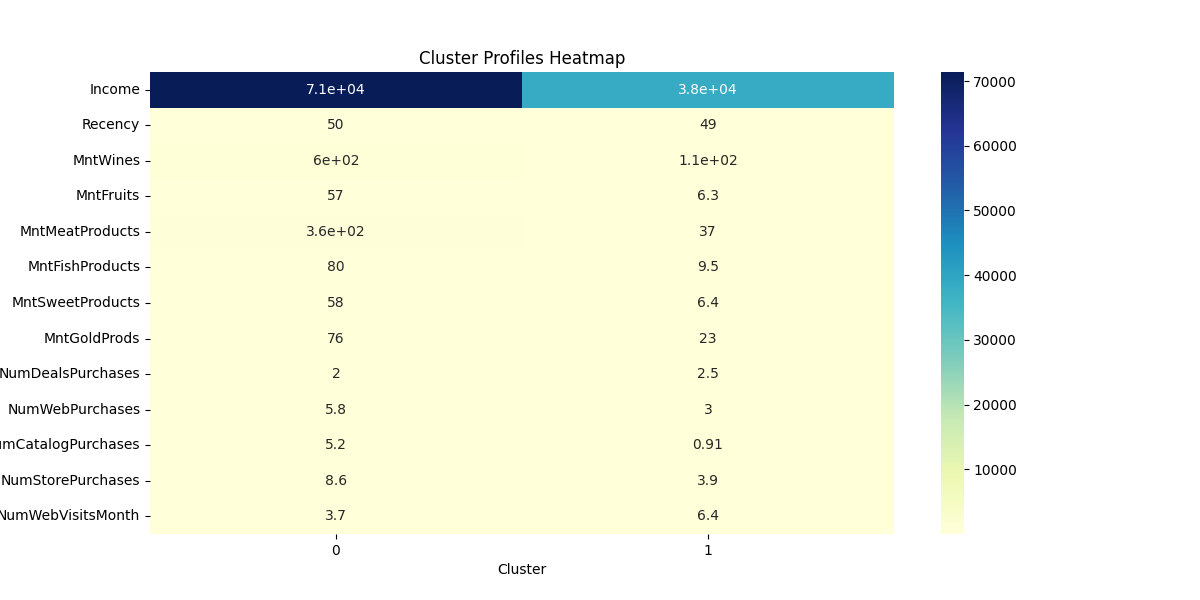 Cluster Profiles Heatmap
Income 7.1e+04 3.8e+04
Recency 50 49
MntWines 6e+02 1.1e+02
MntFruits 57 6.3
MntMeatProducts 3.6e+02 37
MntFishProducts 80 9.5
MntSweetProducts 58 6.4
MntGoldProds 76 23
NumDealsPurchases 2 2.5
NumWebPurchases 5.8 3
umCatalogPurchases 5.2 0.91
NumStorePurchases 8.6 3.9
NumWebVisitsMonth 3.7 6.4
0 1
Cluster
70000
60000
50000
40000
30000
20000
10000